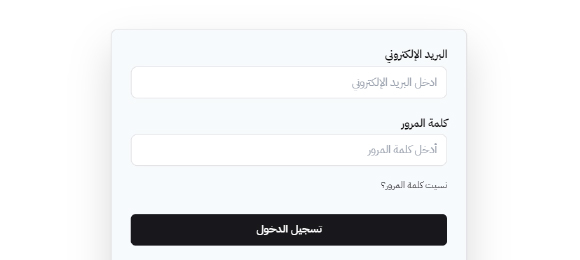 البريد الإلكتروني
ادخل البريد الإلكتروني
كلمة المرور
أدخل كلمة المرور
نسيت كلمة المرور؟
تسجيل الدخول